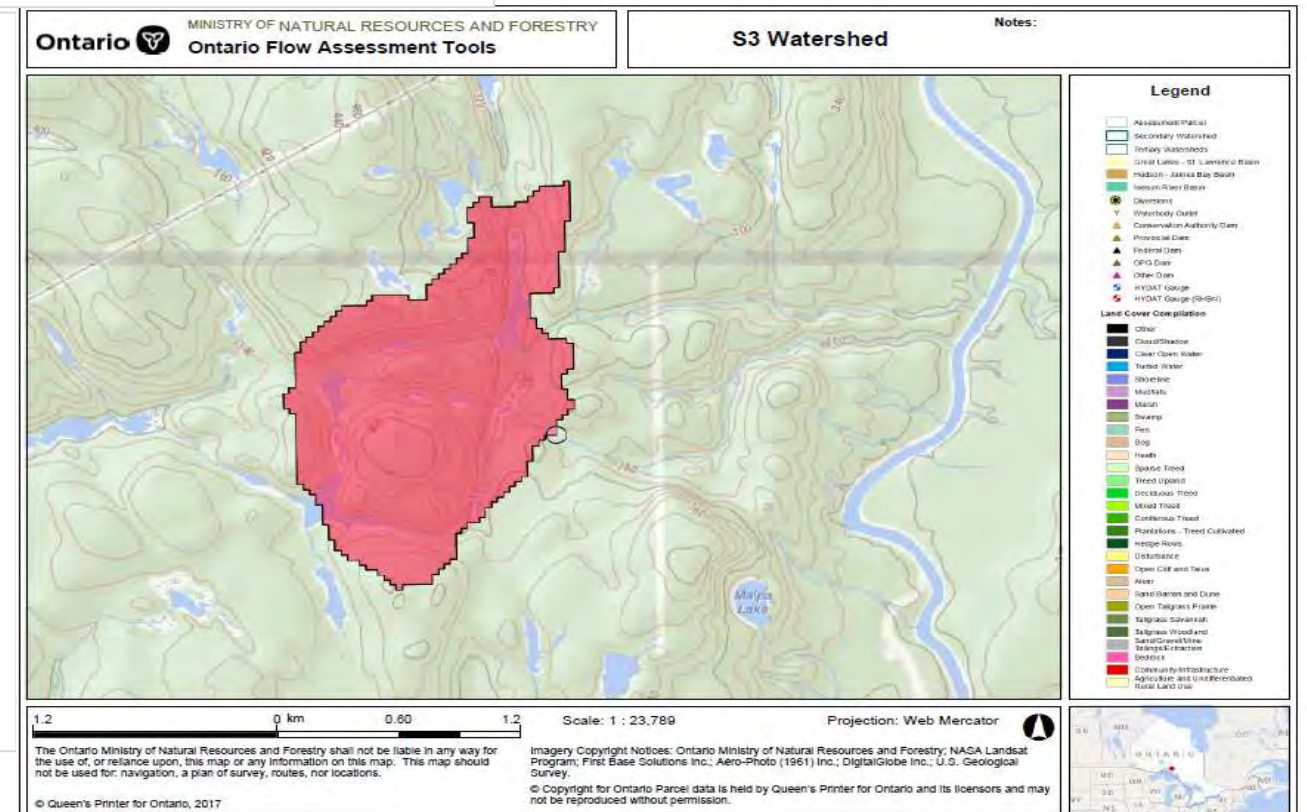 Ontario
MINISTRY OF NATURAL RESOURCES AND FORESTRY
Ontario Flow Assessment Tools
S3 Watershed
Notes:
Malpa
Lake
Legend
Assessment Parcel
Secondary Watershed
Tertiary Watersheds
Great Lakes - St. Lawrence Basin
Hudson - James Bay Basin
Nelson River Basin
Diversions
Waterbody Outlet
Conservation Authority Dam
Provincial Dam
Federal Dam
OPG Dam
Other Dam
HYDAT Gauge
HYDAT Gauge (RHBN)
Land Cover Compilation
Other
Cloud/Shadow
Clear Open Water
Turbid Water
Shoreline
Mudflats
Marsh
Swamp
Fen
Bog
Heath
Sparse Treed
Treed Upland
Deciduous Treed
Mixed Treed
Coniferous Treed
Plantations - Treed Cultivated
Hedge Rows
Disturbance
Open Cliff and Talus
Alvar
Sand Barren and Dune
Open Tallgrass Prairie
Tallgrass Savannah
Tallgrass Woodland
Sand/Gravel/Mine
Tailings/Extraction
Bedrock
Community/Infrastructure
Agriculture and Undifferentiated
Rural Land Use
1.2 0 km 0.60 1.2
Scale: 1 : 23,789
Projection: Web Mercator
The Ontario Ministry of Natural Resources and Forestry shall not be liable in any way for
the use of, or reliance upon, this map or any information on this map. This map should
not be used for: navigation, a plan of survey, routes, nor locations.
© Queen's Printer for Ontario, 2017
Imagery Copyright Notices: Ontario Ministry of Natural Resources and Forestry; NASA Landsat
Program; First Base Solutions Inc.; Aéro-Photo (1961) Inc.; DigitalGlobe Inc.; U.S. Geological
Survey.
© Copyright for Ontario Parcel data is held by Queen's Printer for Ontario and its licensors and may
not be reproduced without permission.
ONTARIO